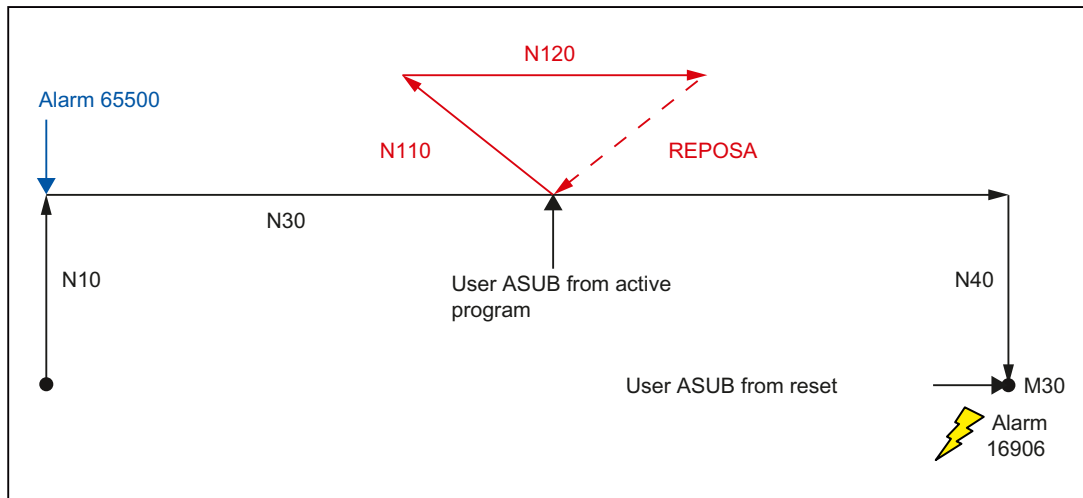 N120
Alarm 65500
N110
REPOSA
N30
N10
User ASUB from active
program
N40
User ASUB from reset
M30
Alarm
16906